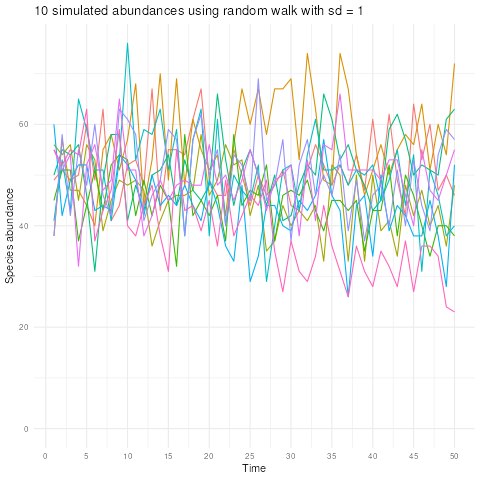 10 simulated abundances using random walk with sd = 1
Species abundance
60
40
20
0
0 5 10 15 20 25 30 35 40 45 50
Time